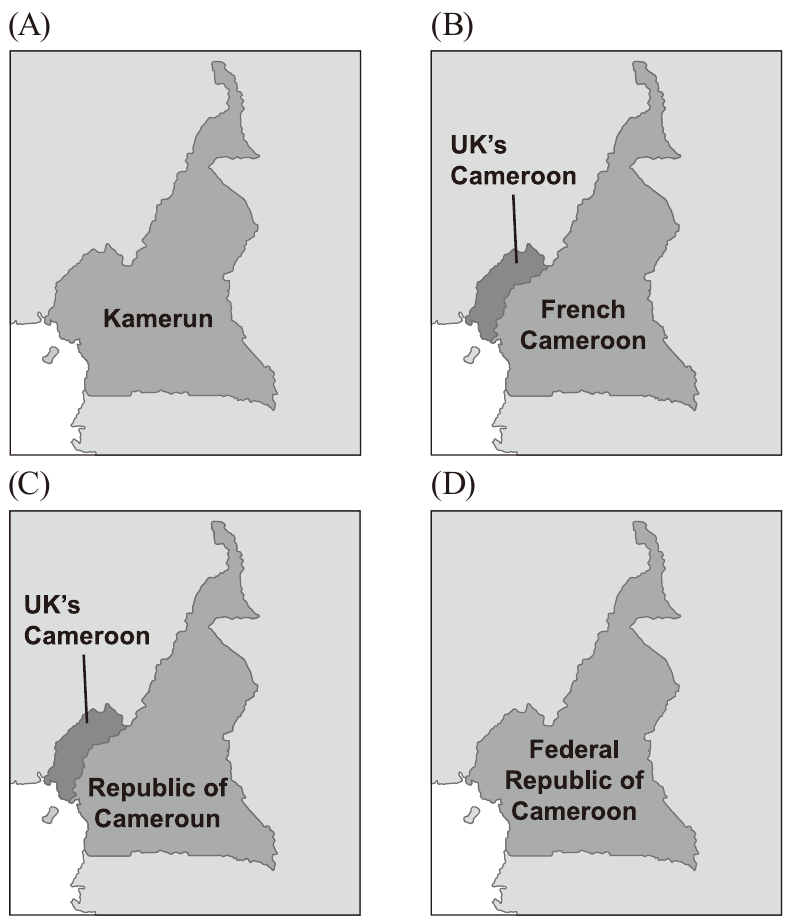 (A)
Kamerun
(B)
UK's
Cameroon
French
Cameroon
(C)
UK's
Cameroon
Republic of
Cameroun
(D)
Federal
Republic of
Cameroon